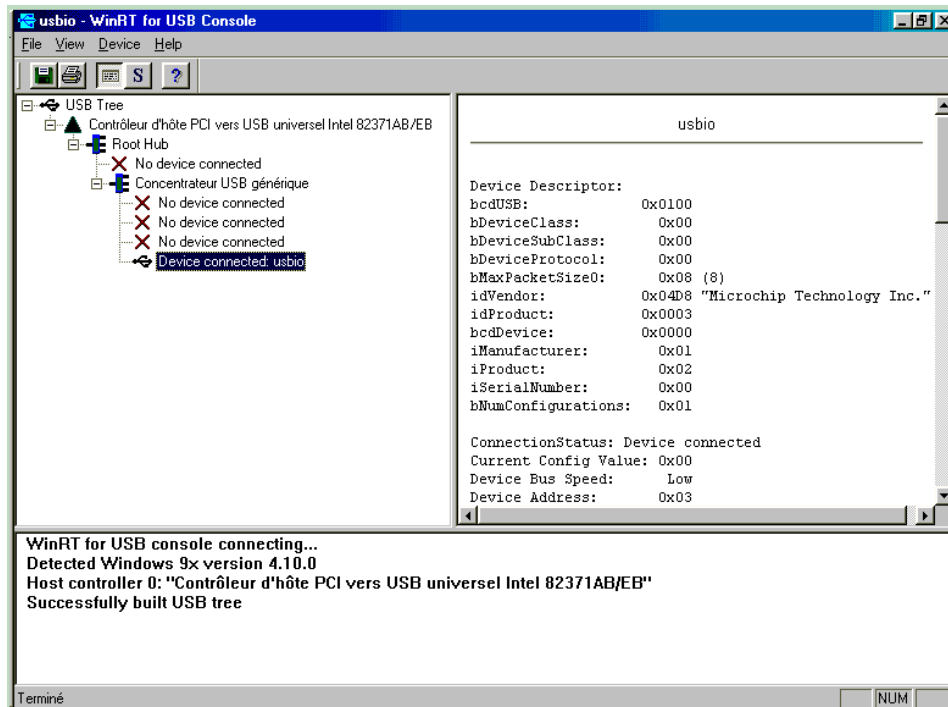 usbio - WinRT for USB Console
File View Device Help
S ?
USB Tree
Contrôleur d'hôte PCI vers USB universel Intel 82371AB/EB
Root Hub
No device connected
Concentrateur USB générique
No device connected
No device connected
No device connected
Device connected: usbio
usbio
Device Descriptor:
bcdUSB: 0x0100
bDeviceClass: 0x00
bDeviceSubClass: 0x00
bDeviceProtocol: 0x00
bMaxPacketSize0: 0x08 (8)
idVendor: 0x04D8 "Microchip Technology Inc."
idProduct: 0x0003
bcdDevice: 0x0000
iManufacturer: 0x01
iProduct: 0x02
iSerialNumber: 0x00
bNumConfigurations: 0x01
ConnectionStatus: Device connected
Current Config Value: 0x00
Device Bus Speed: Low
Device Address: 0x03
WinRT for USB console connecting...
Detected Windows 9x version 4.10.0
Host controller 0: "Contrôleur d'hôte PCI vers USB universel Intel 82371AB/EB"
Successfully built USB tree
Terminé
NUM